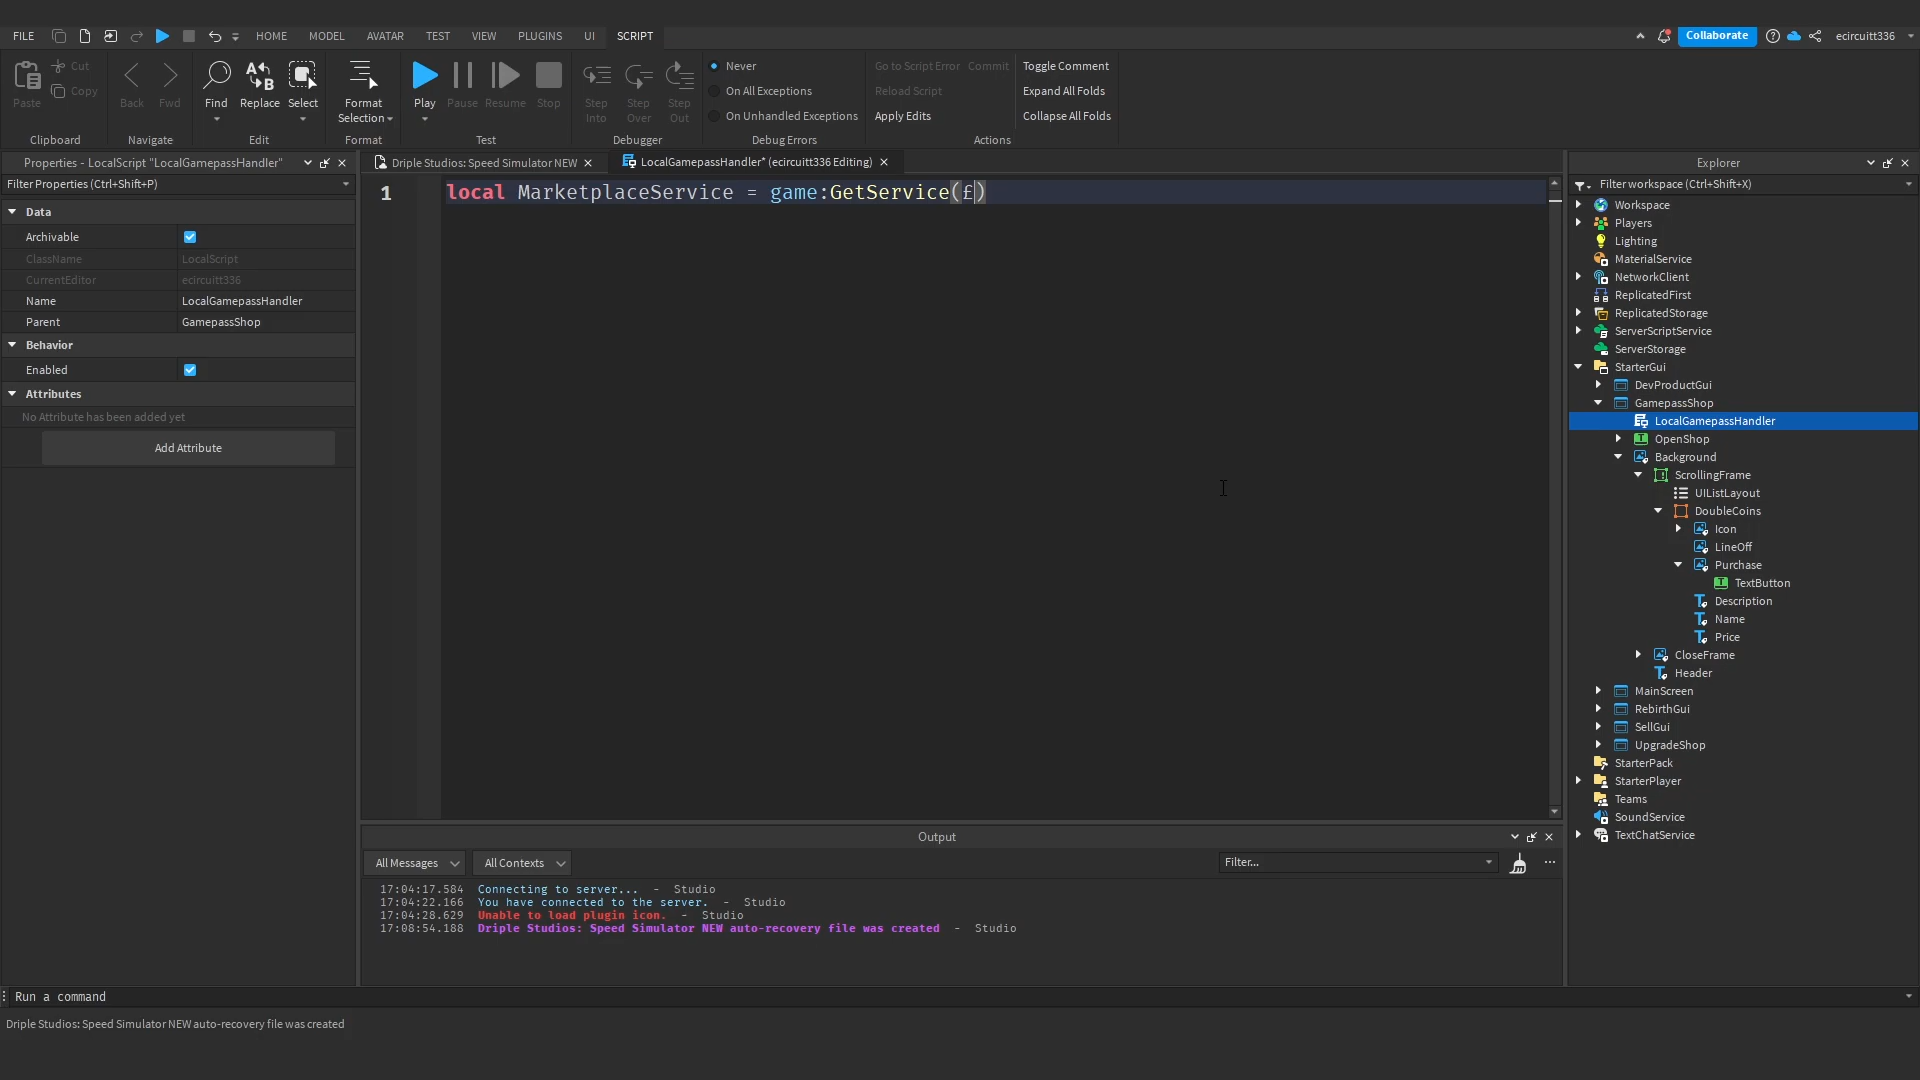 FILE HOME MODEL AVATAR TEST VIEW PLUGINS UI SCRIPT Collaborate ecircuitt336
Paste Cut Copy
Back Fwd
Find Replace Select
Format Selection
Play Pause Resume Stop
Step Into Step Over Step Out
Never
On All Exceptions
On Unhandled Exceptions
Go to Script Error Commit
Reload Script
Apply Edits
Toggle Comment
Expand All Folds
Collapse All Folds
Clipboard Navigate Edit Format Test Debugger Debug Errors Actions
Properties - LocalScript "LocalGamepassHandler"
Filter Properties (Ctrl+Shift+P)
Data
Archivable
ClassName LocalScript
CurrentEditor ecircuitt336
Name LocalGamepassHandler
Parent GamepassShop
Behavior
Enabled
Attributes
No Attribute has been added yet
Add Attribute
Driple Studios: Speed Simulator NEW
LocalGamepassHandler* (ecircuitt336 Editing)
1 local MarketplaceService = game:GetService(f)
Explorer
Filter workspace (Ctrl+Shift+X)
Workspace
Players
Lighting
MaterialService
NetworkClient
ReplicatedFirst
ReplicatedStorage
ServerScriptService
ServerStorage
StarterGui
DevProductGui
GamepassShop
LocalGamepassHandler
OpenShop
Background
ScrollingFrame
UIListLayout
DoubleCoins
Icon
LineOff
Purchase
TextButton
Description
Name
Price
CloseFrame
Header
MainScreen
RebirthGui
SellGui
UpgradeShop
StarterPack
StarterPlayer
Teams
SoundService
TextChatService
Output
All Messages All Contexts Filter...
17:04:17.584 Connecting to server... - Studio
17:04:22.166 You have connected to the server. - Studio
17:04:28.629 Unable to load plugin icon. - Studio
17:08:54.188 Driple Studios: Speed Simulator NEW auto-recovery file was created - Studio
Run a command
Driple Studios: Speed Simulator NEW auto-recovery file was created